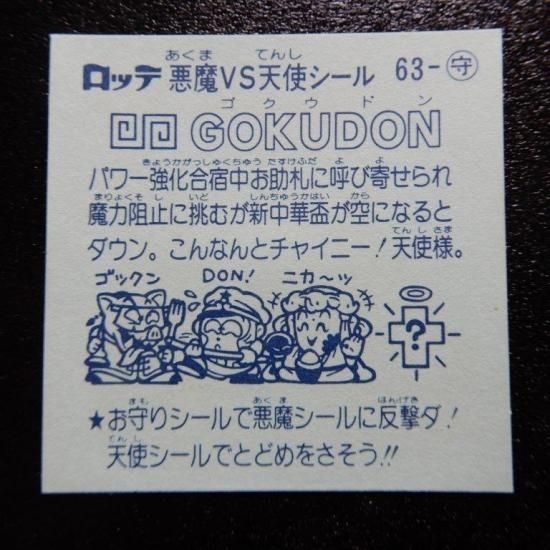 あくま てんし
ロッテ 悪魔VS天使シール 63-守
ゴクウドン
GOKUDON
きょうかがっしゅくちゅう たすけふだ よ よ
パワー強化合宿中お助札に呼び寄せられ
まりょくそし いど しんちゅうかはい から
魔力阻止に挑むが新中華盃が空になると
てんしさま
ダウン。こんなんとチャイニー!天使様。
ゴックン DON! ニカ〜ッ
?
まも あくま はんげき
★お守りシールで悪魔シールに反撃ダ!
てんし
天使シールでとどめをさそう!!